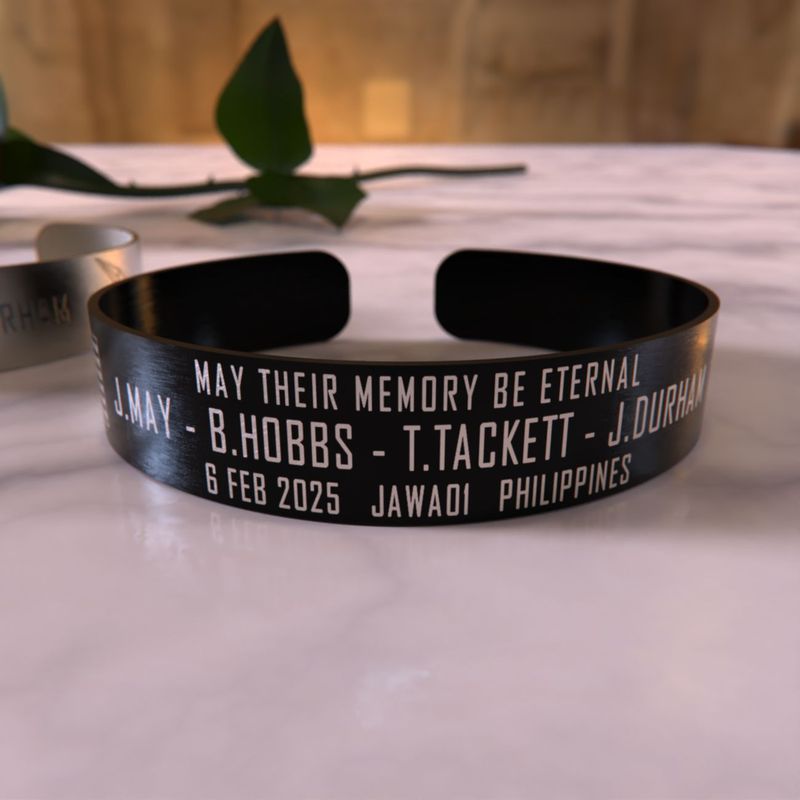 MAY THEIR MEMORY BE ETERNAL
J.MAY - B.HOBBS - T.TACKETT - J.DURHAM
6 FEB 2025 JAWA01 PHILIPPINES